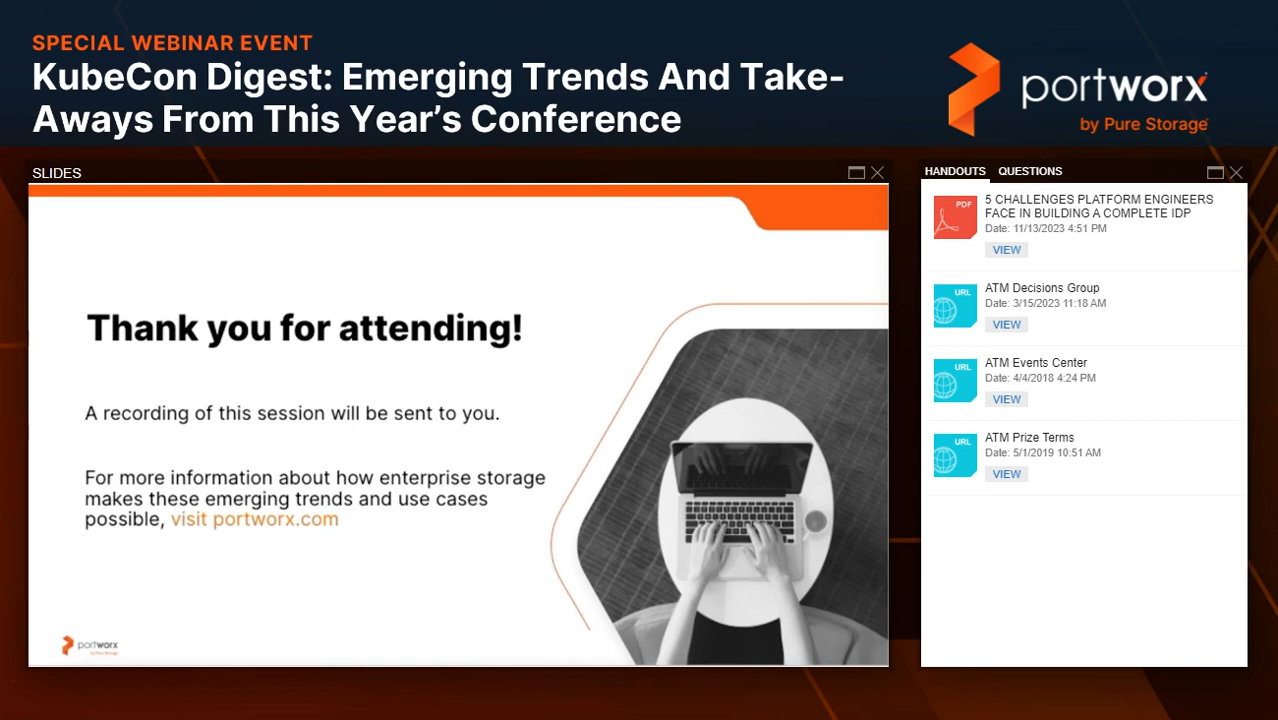 SPECIAL WEBINAR EVENT
KubeCon Digest: Emerging Trends And Take-
Aways From This Year’s Conference
portworx
by Pure Storage
SLIDES
Thank you for attending!
A recording of this session will be sent to you.
For more information about how enterprise storage
makes these emerging trends and use cases
possible, visit portworx.com
portworx
by Pure Storage
HANDOUTS QUESTIONS
PDF
5 CHALLENGES PLATFORM ENGINEERS
FACE IN BUILDING A COMPLETE IDP
Date: 11/13/2023 4:51 PM
VIEW
URL
ATM Decisions Group
Date: 3/15/2023 11:18 AM
VIEW
URL
ATM Events Center
Date: 4/4/2018 4:24 PM
VIEW
URL
ATM Prize Terms
Date: 5/1/2019 10:51 AM
VIEW